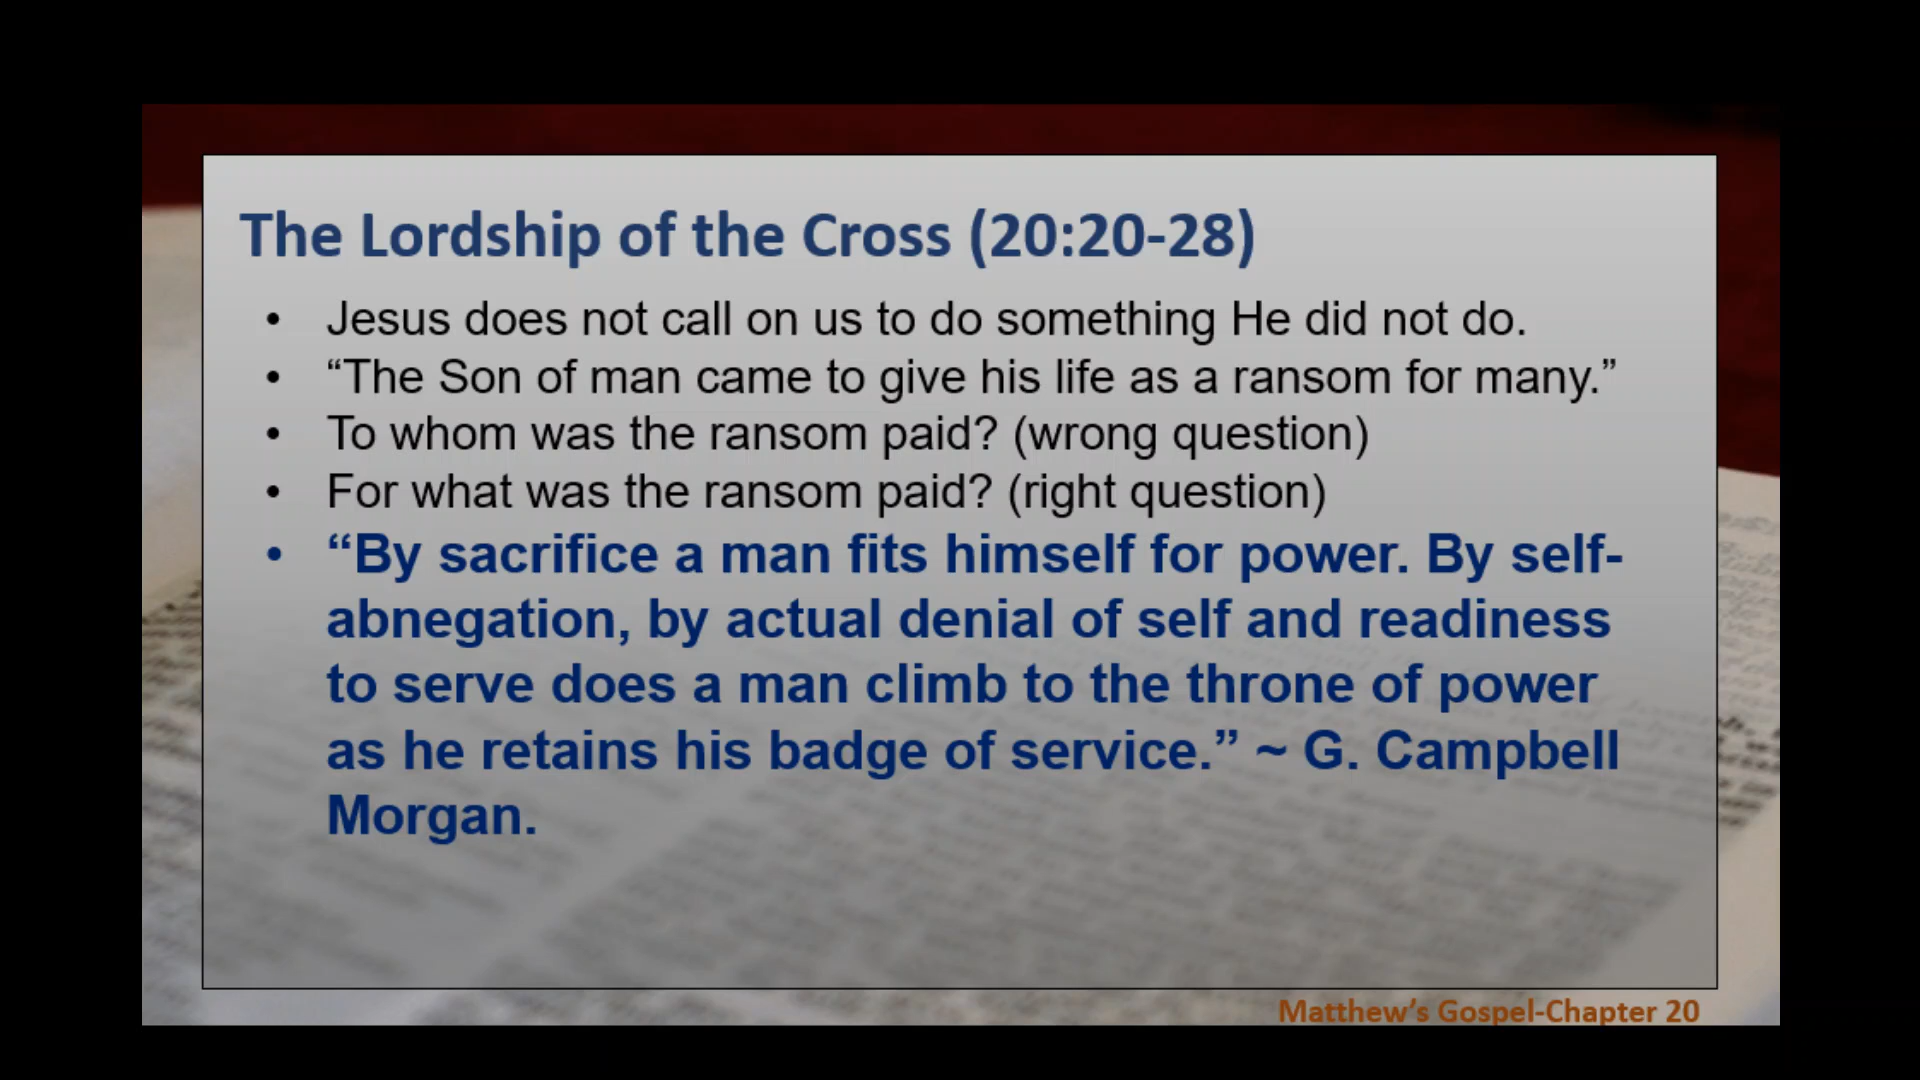 The Lordship of the Cross (20:20-28)
• Jesus does not call on us to do something He did not do.
• “The Son of man came to give his life as a ransom for many.”
• To whom was the ransom paid? (wrong question)
• For what was the ransom paid? (right question)
• “By sacrifice a man fits himself for power. By self-
abnegation, by actual denial of self and readiness
to serve does a man climb to the throne of power
as he retains his badge of service.” ~ G. Campbell
Morgan.
Matthew’s Gospel-Chapter 20